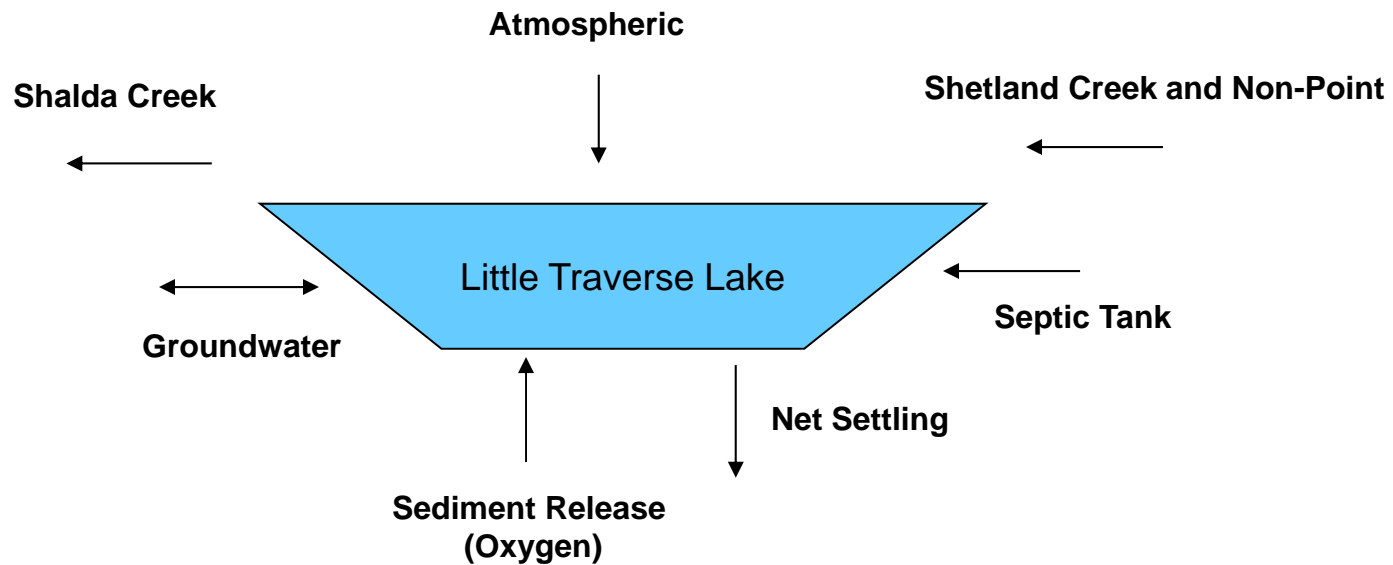 Atmospheric
Shalda Creek
Shetland Creek and Non-Point
Little Traverse Lake
Groundwater
Septic Tank
Net Settling
Sediment Release
(Oxygen)